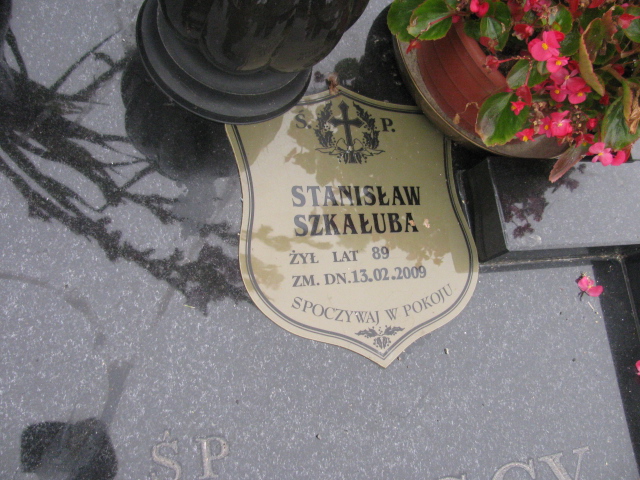 Ś. P.
STANISŁAW
SZKAŁUBA
ŻYŁ LAT 89
ZM. DN. 13.02.2009
SPOCZYWAJ W POKOJU
ŚP